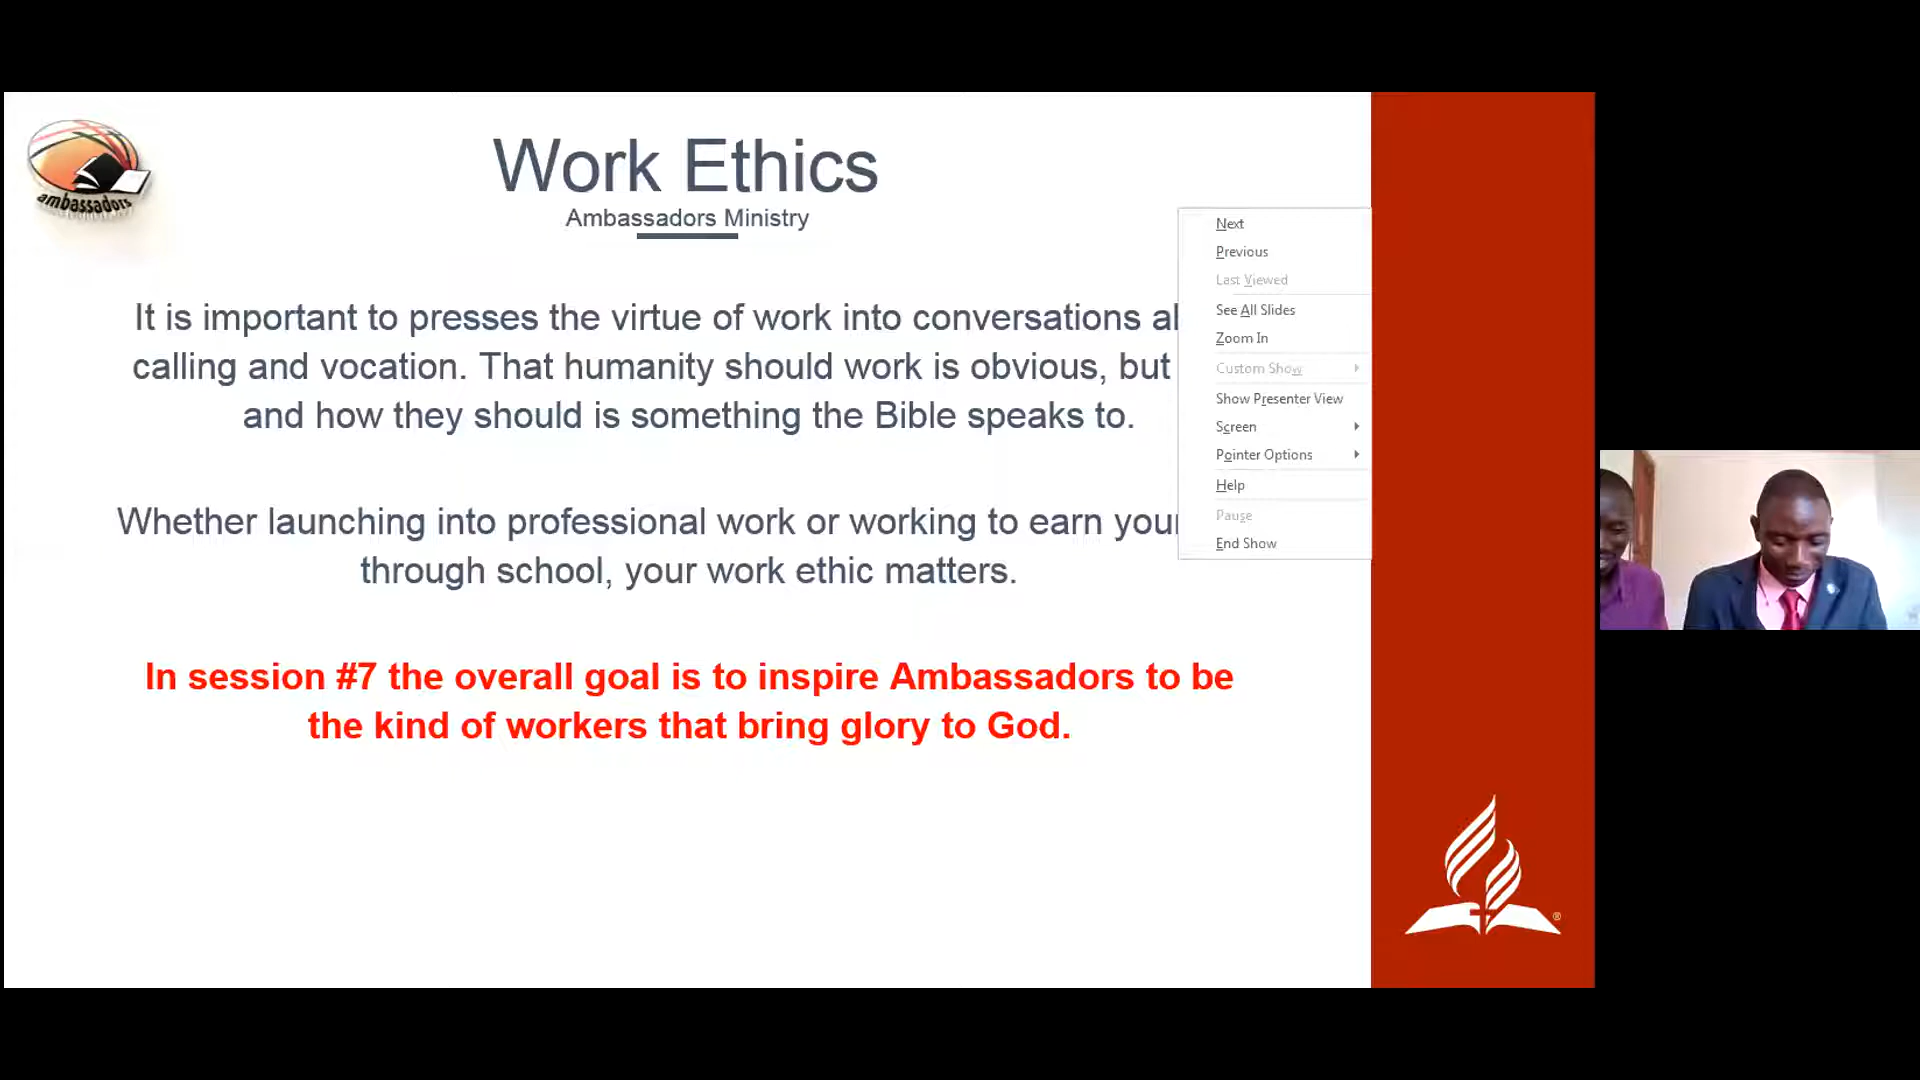 ambassadors
Work Ethics
Ambassadors Ministry
It is important to presses the virtue of work into conversations
calling and vocation. That humanity should work is obvious, but
and how they should is something the Bible speaks to.
Whether launching into professional work or working to earn your
through school, your work ethic matters.
In session #7 the overall goal is to inspire Ambassadors to be
the kind of workers that bring glory to God.
Next
Previous
Last Viewed
See All Slides
Zoom In
Custom Show
Show Presenter View
Screen
Pointer Options
Help
Pause
End Show
®